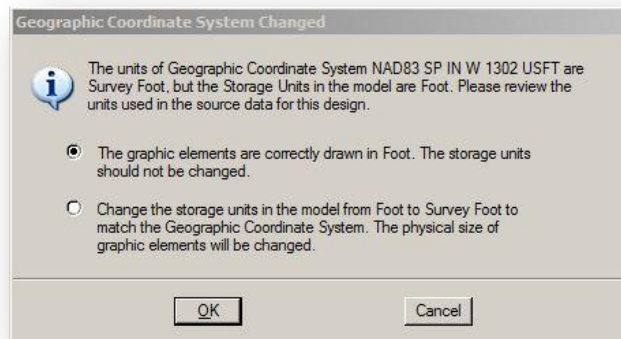 Geographic Coordinate System Changed
The units of Geographic Coordinate System NAD83 SP IN W 1302 USFT are
Survey Foot, but the Storage Units in the model are Foot. Please review the
units used in the source data for this design.
The graphic elements are correctly drawn in Foot. The storage units
should not be changed.
Change the storage units in the model from Foot to Survey Foot to
match the Geographic Coordinate System. The physical size of
graphic elements will be changed.
OK
Cancel